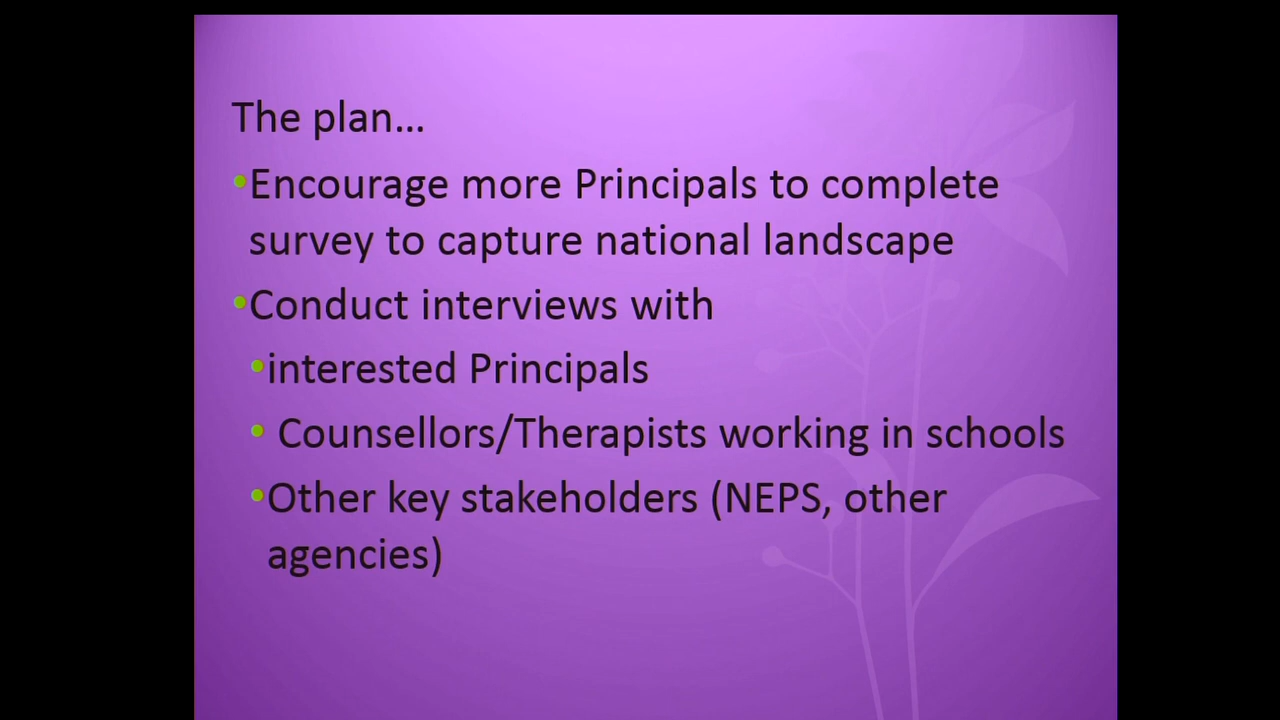 The plan...
•Encourage more Principals to complete
survey to capture national landscape
•Conduct interviews with
•interested Principals
• Counsellors/Therapists working in schools
•Other key stakeholders (NEPS, other
agencies)